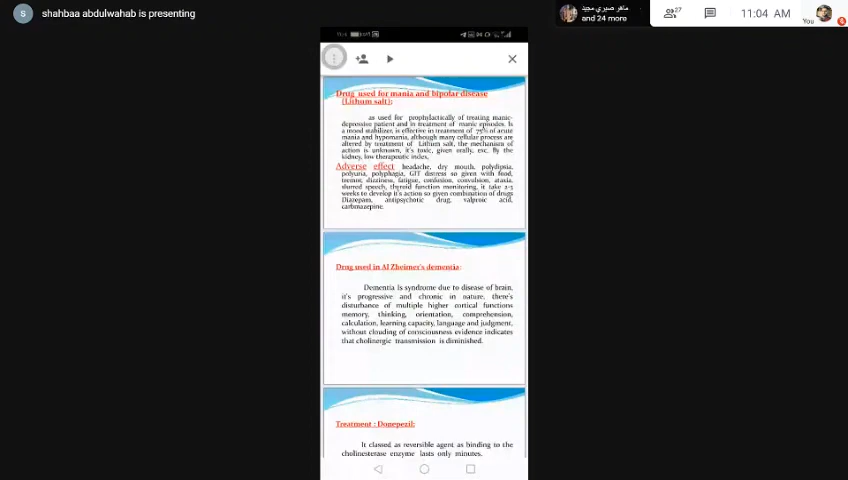 S
shahbaa abdulwahab is presenting
ماهر صبري مجيد
and 24 more
27
11:04 AM
You
Drug used for mania and bipolar disease
(Lithum salt):
as used for prophylactically of treating manic-
depressive patient and in treatment of manic episodes. Is
a mood stabilizer, is effective in treatment of 75% of acute
mania and hypomania, although many cellular process are
altered by treatment of Lithum salt, the mechanism of
action is unknown, it's toxic, given orally, exc. By the
kidney, low therapeutic index,
Adverse effect headache, dry mouth, polydipsia,
polyuria, polyphagia, GIT distress so given with food,
tremor, dizziness, fatigue, confusion, convulsion, ataxia,
slurred speech, thyroid function monitoring, it take 2-3
weeks to develop it's action so given combination of drugs
Diazepam, antipsychotic drug, valproic acid,
carbmazepine.
Drug used in Al Zheimer's dementia:
Dementia is syndrome due to disease of brain,
it's progressive and chronic in nature, there's
disturbance of multiple higher cortical functions
memory, thinking, orientation, comprehension,
calculation, learning capacity, language and judgment,
without clouding of consciousness evidence indicates
that cholinergic transmission is diminished.
Treatment : Donepezil:
It classed as reversible agent as binding to the
cholinesterase enzyme lasts only minutes.